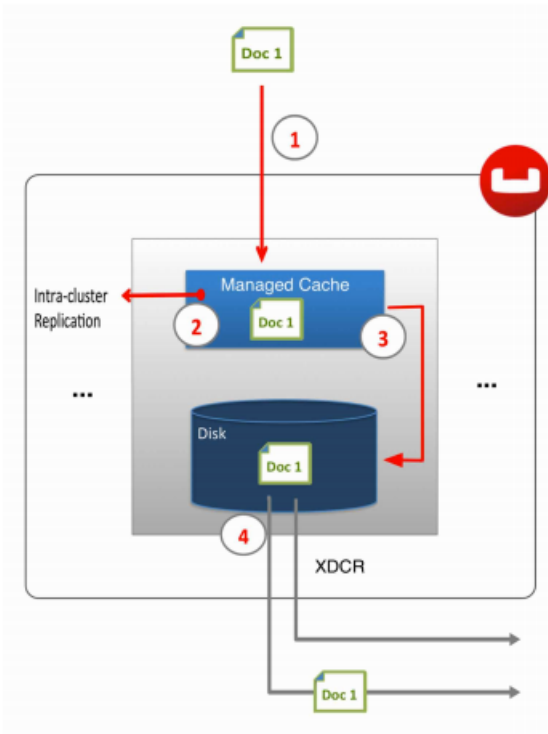 Doc 1
1
Managed Cache
Intra-cluster
Replication
2
Doc 1
3
...
...
Disk
Doc 1
4
XDCR
Doc 1